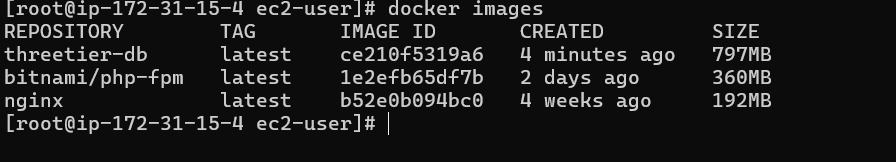 [root@ip-172-31-15-4 ec2-user]# docker images
REPOSITORY TAG IMAGE ID CREATED SIZE
threetier-db latest ce210f5319a6 4 minutes ago 797MB
bitnami/php-fpm latest 1e2efb65df7b 2 days ago 360MB
nginx latest b52e0b094bc0 4 weeks ago 192MB
[root@ip-172-31-15-4 ec2-user]#